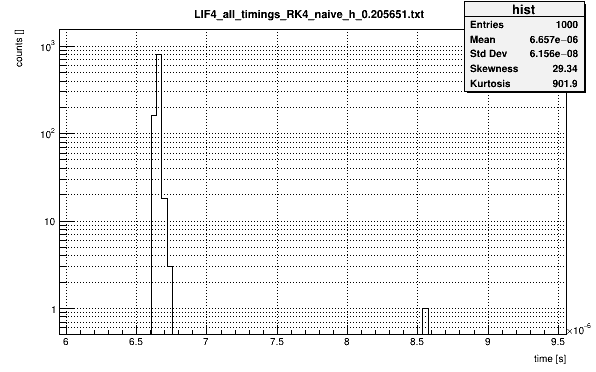 LIF4_all_timings_RK4_naive_h_0.205651.txt
hist
Entries 1000
Mean 6.657e−06
Std Dev 6.156e−08
Skewness 29.34
Kurtosis 901.9
counts []
10³
10²
10
1
6 6.5 7 7.5 8 8.5 9 9.5
×10⁻⁶
time [s]